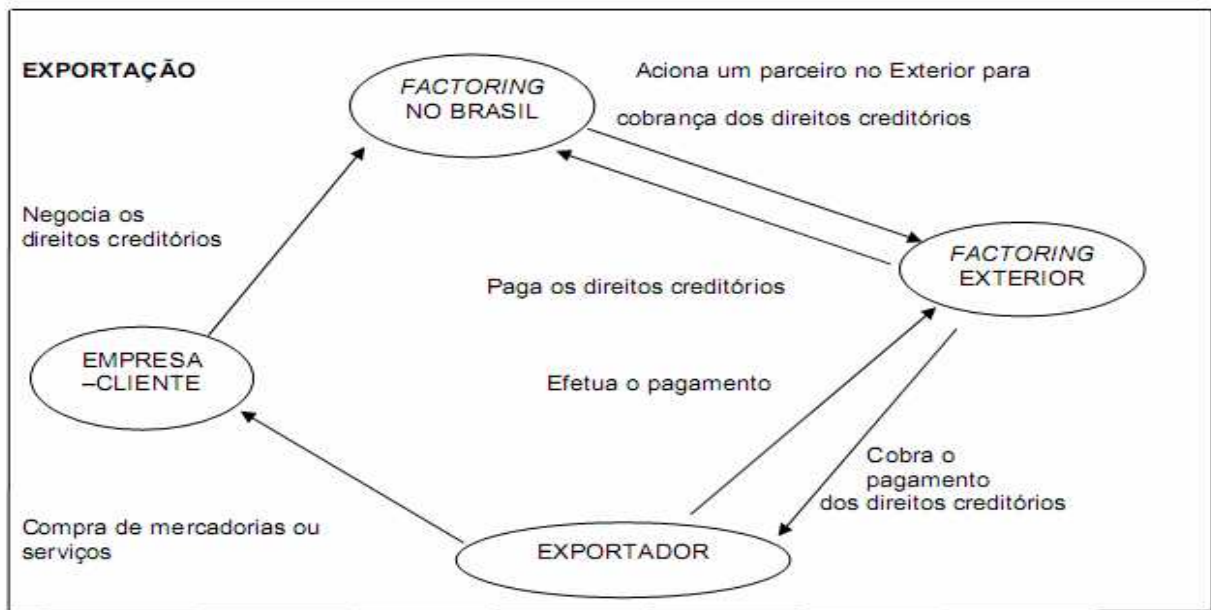 EXPORTAÇÃO
FACTORING
NO BRASIL
Aciona um parceiro no Exterior para
cobrança dos direitos creditórios
Negocia os
direitos creditórios
FACTORING
EXTERIOR
Paga os direitos creditórios
EMPRESA
–CLIENTE
Efetua o pagamento
Cobra o
pagamento
dos direitos creditórios
Compra de mercadorias ou
serviços
EXPORTADOR